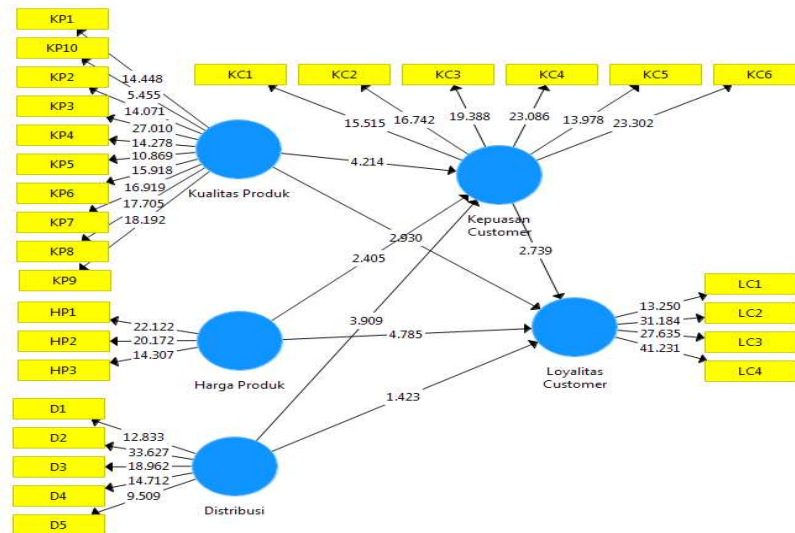 KP1
KP10
KP2
KP3
KP4
KP5
KP6
KP7
KP8
KP9
14.448
5.455
14.071
27.010
14.278
10.869
15.918
16.919
17.705
18.192
Kualitas Produk
KC1
KC2
KC3
KC4
KC5
KC6
15.515
16.742
19.388
23.086
13.978
23.302
4.214
Kepuasan
Customer
2.930
2.739
2.405
3.909
HP1
HP2
HP3
22.122
20.172
14.307
Harga Produk
4.785
1.423
LC1
LC2
LC3
LC4
13.250
31.184
27.635
41.231
Loyalitas
Customer
D1
D2
D3
D4
D5
12.833
33.627
18.962
14.712
9.509
Distribusi